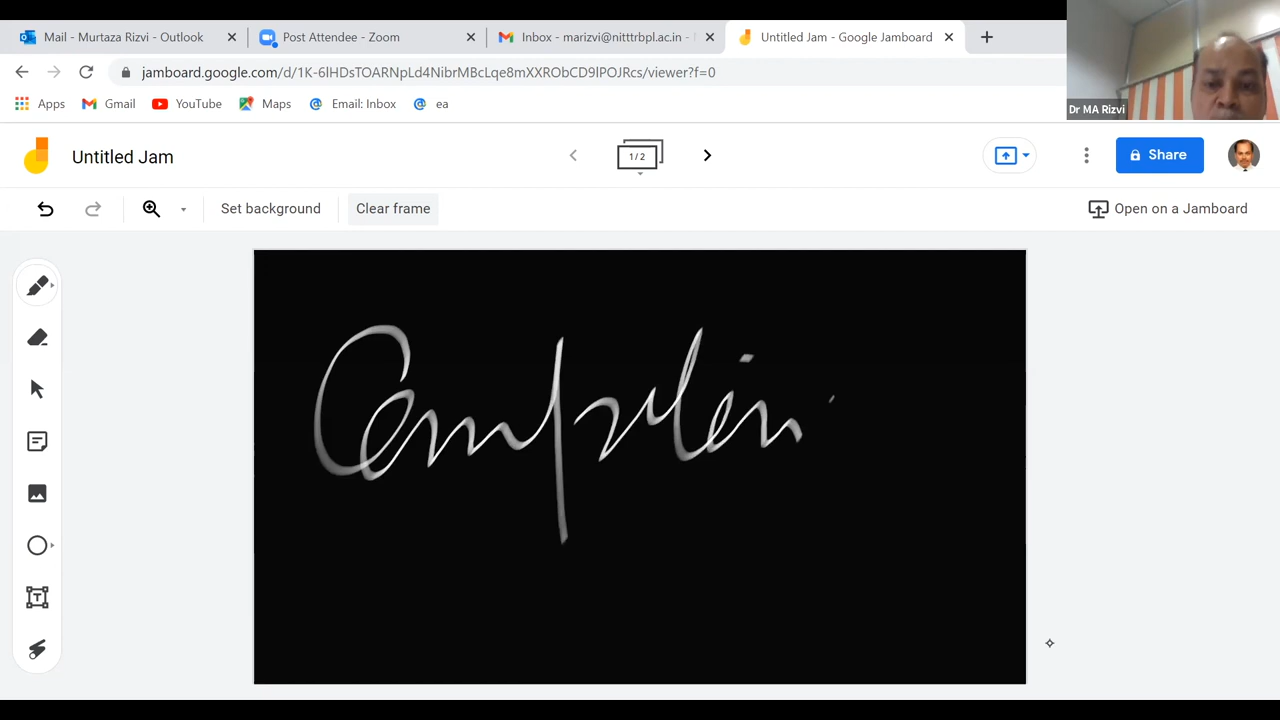 Mail - Murtaza Rizvi - Outlook
Post Attendee - Zoom
Inbox - marizvi@nitttrbpl.ac.in -
Untitled Jam - Google Jamboard
jamboard.google.com/d/1K-6lHDsTOARNpLd4NibrMBcLqe8mXXRObCD9lPOJRcs/viewer?f=0
Apps Gmail YouTube Maps Email: Inbox ea
Dr MA Rizvi
Untitled Jam
1 / 2
Share
Set background
Clear frame
Open on a Jamboard